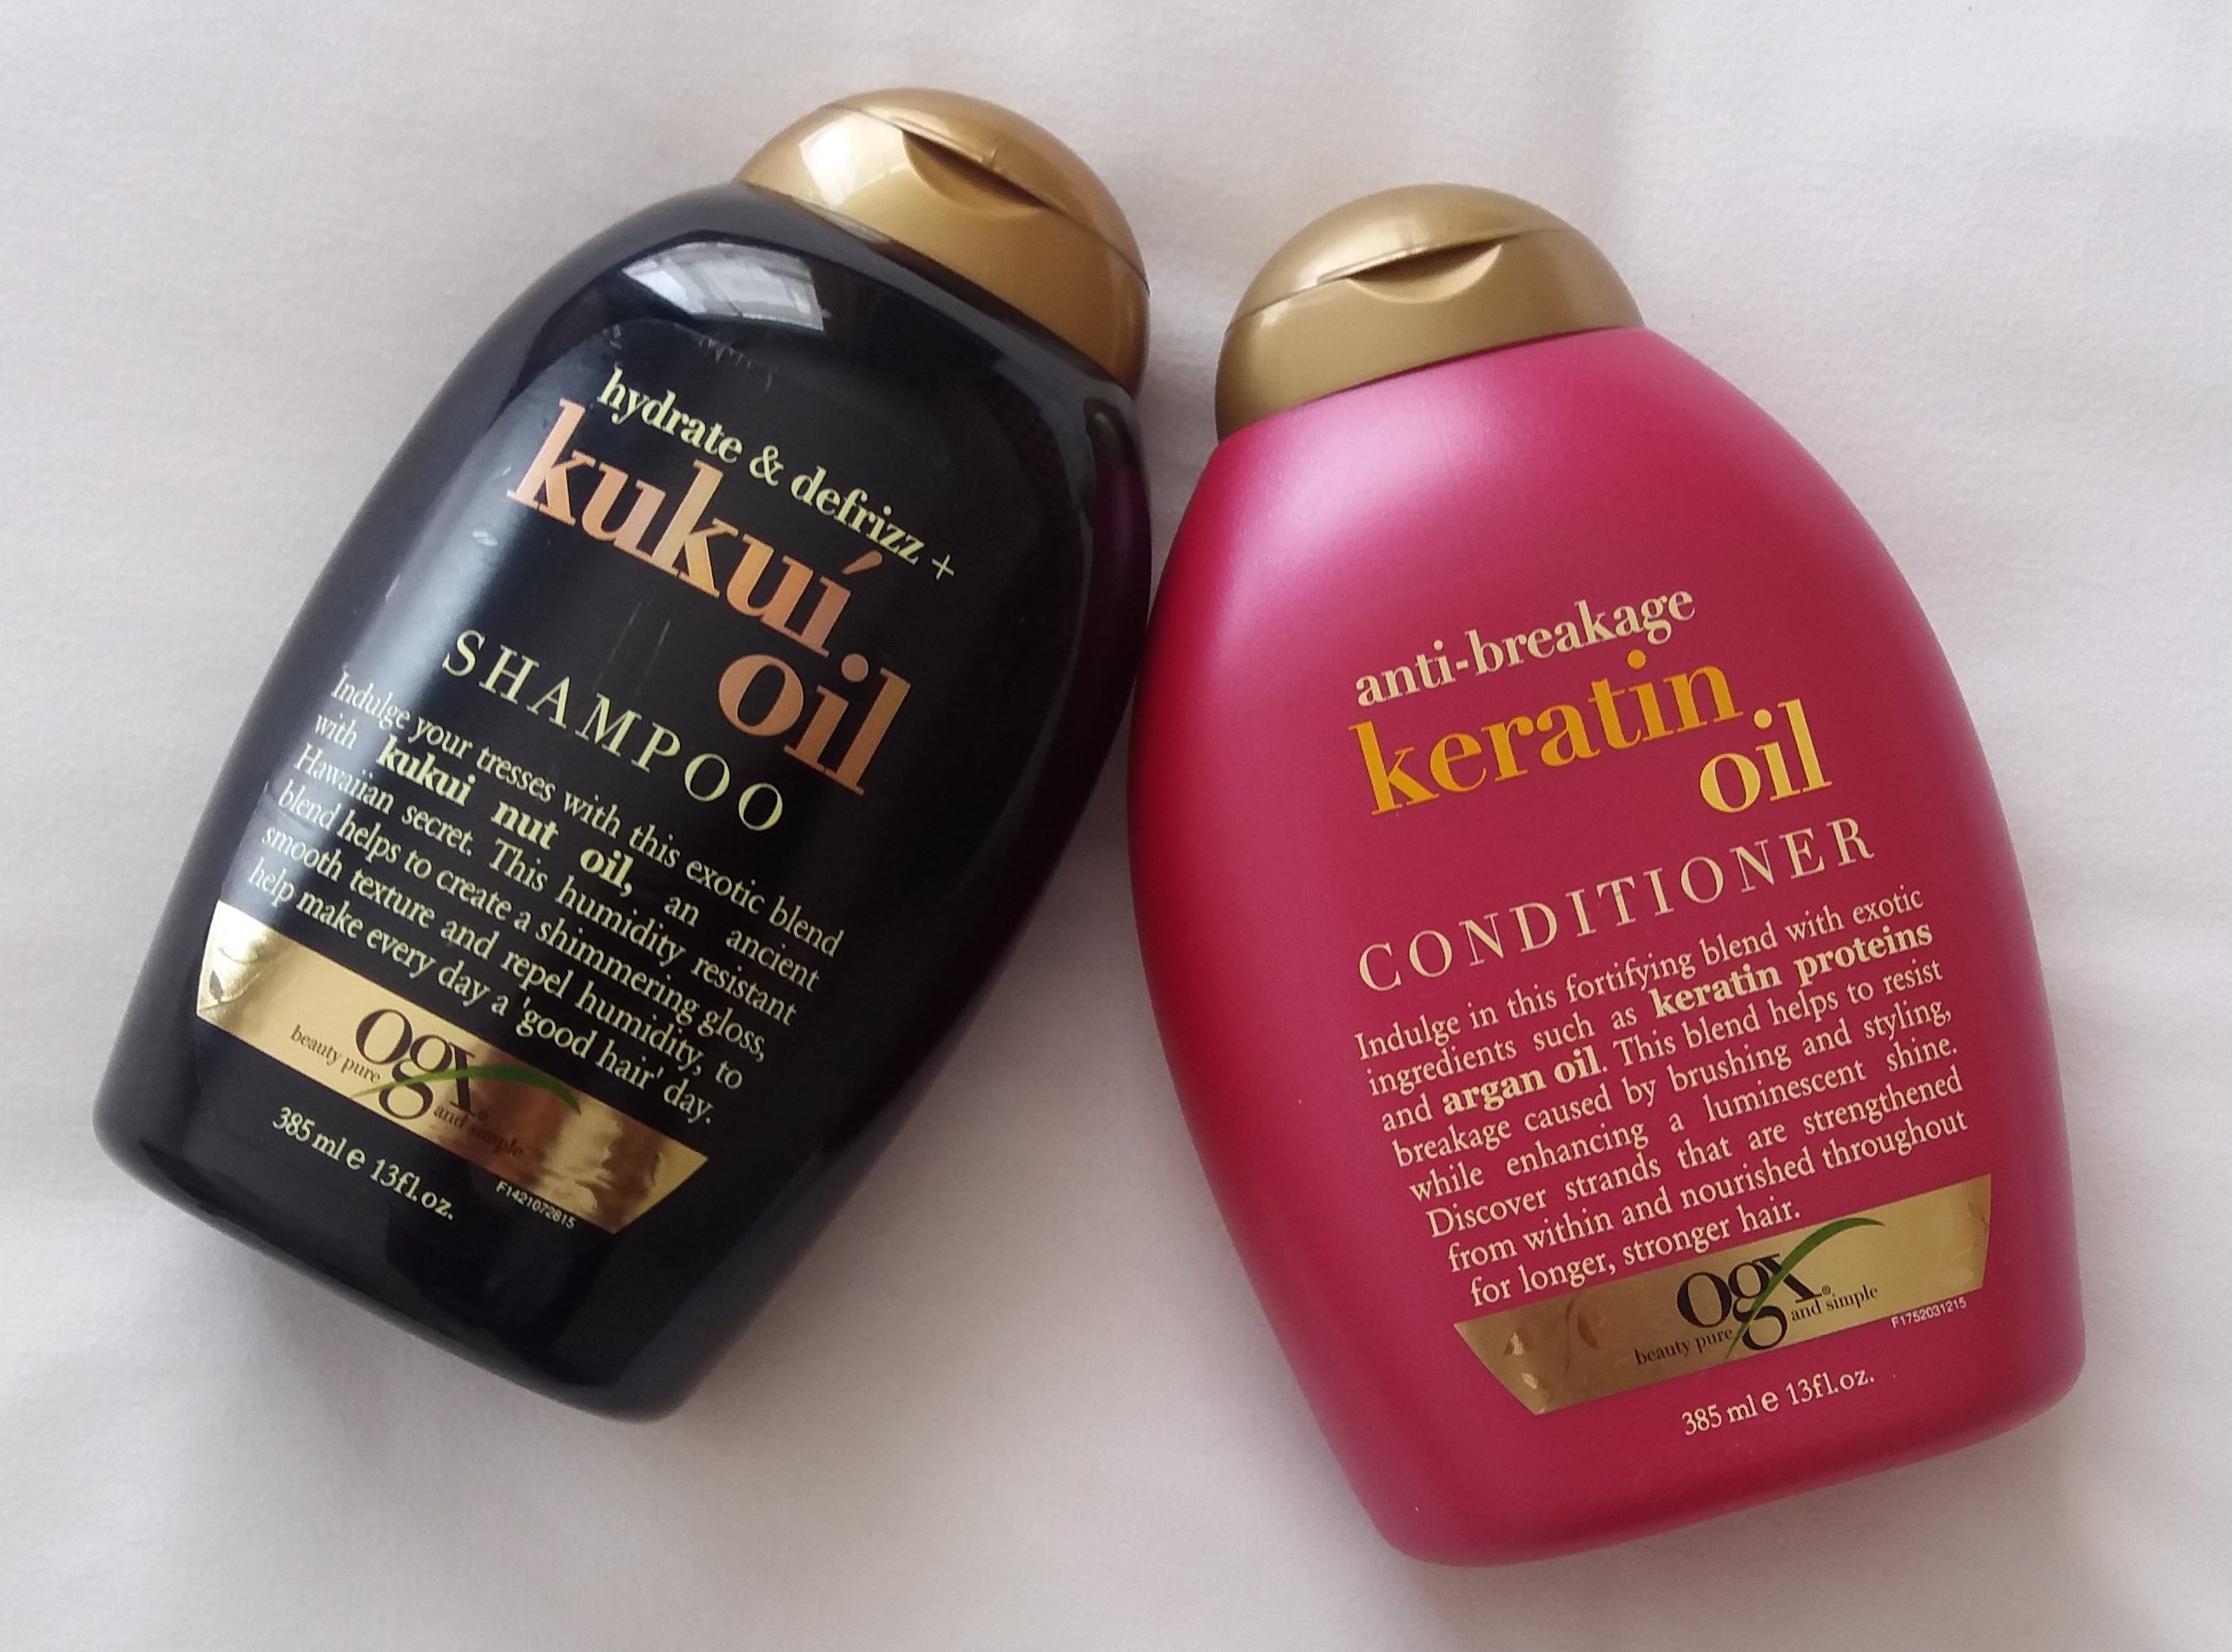 hydrate & defrizz +
kukuí
oil
SHAMPOO
Indulge your tresses with this exotic blend
with kukui nut oil, an ancient
Hawaiian secret. This humidity resistant
blend helps to create a shimmering gloss,
smooth texture and repel humidity, to
help make every day a 'good hair' day.
ogx®
beauty pure and simple
F1421072815
385 ml e 13fl.oz.
anti-breakage
keratin
oil
CONDITIONER
Indulge in this fortifying blend with exotic
ingredients such as keratin proteins
and argan oil. This blend helps to resist
breakage caused by brushing and styling,
while enhancing a luminescent shine.
Discover strands that are strengthened
from within and nourished throughout
for longer, stronger hair.
ogx®
beauty pure and simple
F1752031215
385 ml e 13fl.oz.